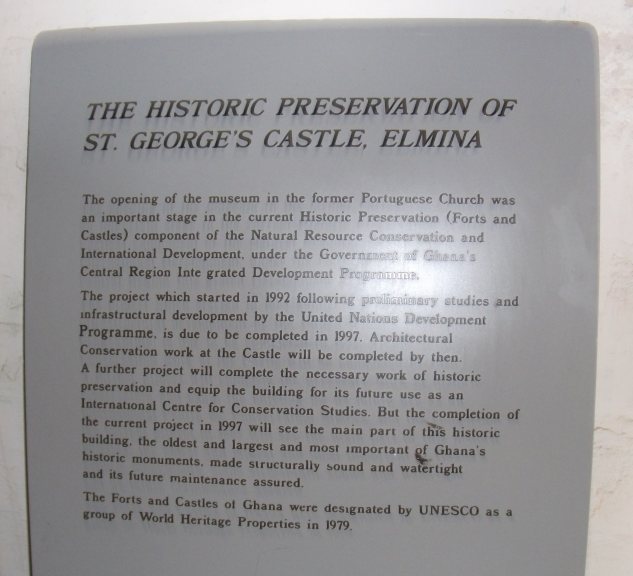 THE HISTORIC PRESERVATION OF
ST. GEORGE'S CASTLE, ELMINA
The opening of the museum in the former Portuguese Church was
an important stage in the current Historic Preservation (Forts and
Castles) component of the Natural Resource Conservation and
International Development, under the Government of Ghana's
Central Region Inte grated Development Programme.
The project which started in 1992 following preliminary studies and
infrastructural development by the United Nations Development
Programme, is due to be completed in 1997. Architectural
Conservation work at the Castle will be completed by then.
A further project will complete the necessary work of historic
preservation and equip the building for its future use as an
International Centre for Conservation Studies. But the completion of
the current project in 1997 will see the main part of this historic
building, the oldest and largest and most important of Ghana's
historic monuments, made structurally sound and watertight
and its future maintenance assured.
The Forts and Castles of Ghana were designated by UNESCO as a
group of World Heritage Properties in 1979.